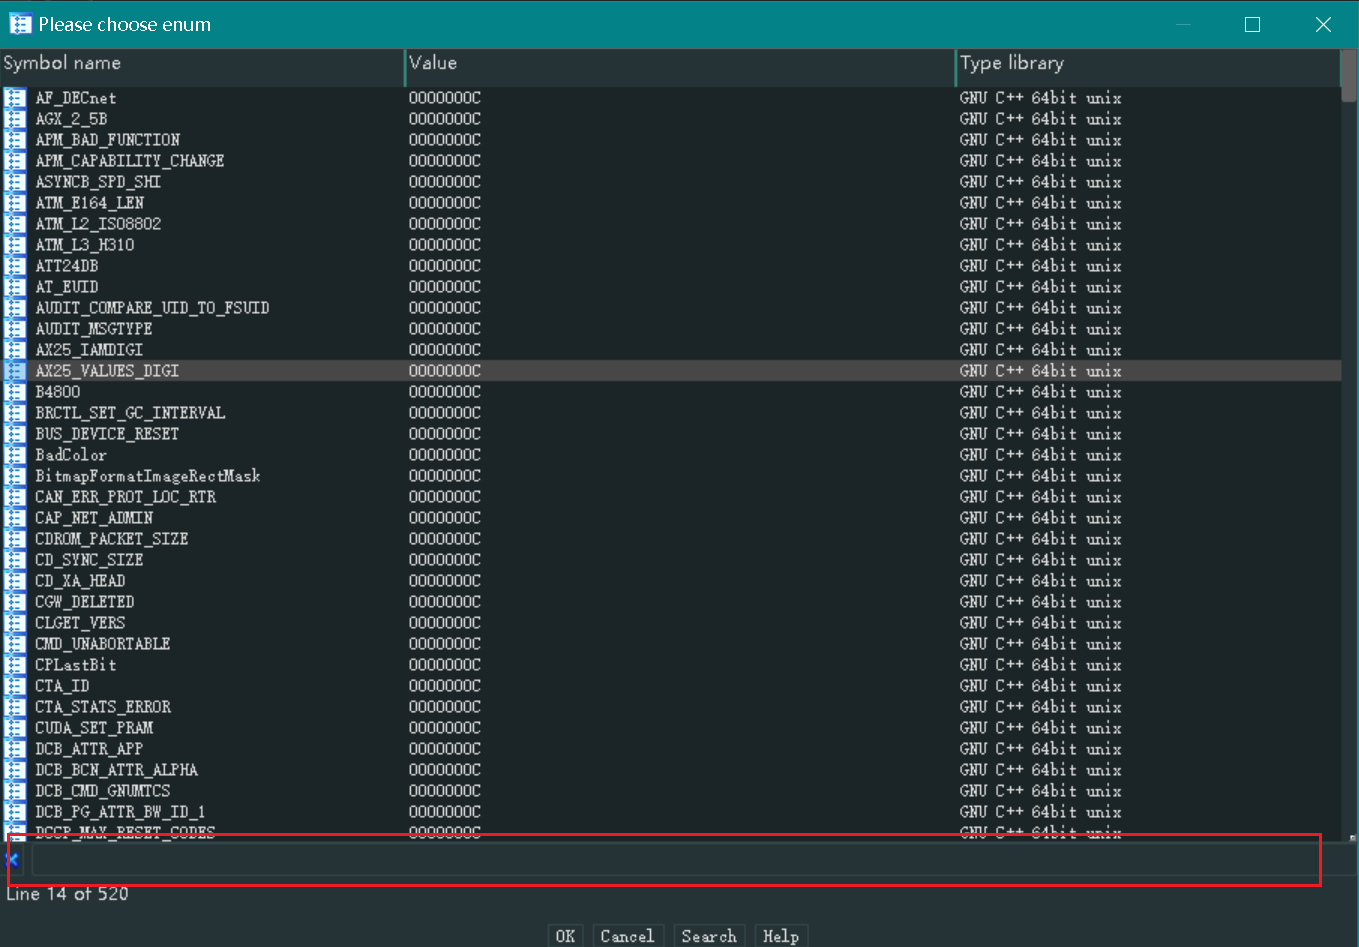 Please choose enum
Symbol name Value Type library
AF_DECnet 0000000C GNU C++ 64bit unix
AGX_2_5B 0000000C GNU C++ 64bit unix
APM_BAD_FUNCTION 0000000C GNU C++ 64bit unix
APM_CAPABILITY_CHANGE 0000000C GNU C++ 64bit unix
ASYNCB_SPD_SHI 0000000C GNU C++ 64bit unix
ATM_E164_LEN 0000000C GNU C++ 64bit unix
ATM_L2_ISO8802 0000000C GNU C++ 64bit unix
ATM_L3_H310 0000000C GNU C++ 64bit unix
ATT24DB 0000000C GNU C++ 64bit unix
AT_EUID 0000000C GNU C++ 64bit unix
AUDIT_COMPARE_UID_TO_FSUID 0000000C GNU C++ 64bit unix
AUDIT_MSGTYPE 0000000C GNU C++ 64bit unix
AX25_IAMDIGI 0000000C GNU C++ 64bit unix
AX25_VALUES_DIGI 0000000C GNU C++ 64bit unix
B4800 0000000C GNU C++ 64bit unix
BRCTL_SET_GC_INTERVAL 0000000C GNU C++ 64bit unix
BUS_DEVICE_RESET 0000000C GNU C++ 64bit unix
BadColor 0000000C GNU C++ 64bit unix
BitmapFormatImageRectMask 0000000C GNU C++ 64bit unix
CAN_ERR_PROT_LOC_RTR 0000000C GNU C++ 64bit unix
CAP_NET_ADMIN 0000000C GNU C++ 64bit unix
CDROM_PACKET_SIZE 0000000C GNU C++ 64bit unix
CD_SYNC_SIZE 0000000C GNU C++ 64bit unix
CD_XA_HEAD 0000000C GNU C++ 64bit unix
CGW_DELETED 0000000C GNU C++ 64bit unix
CLGET_VERS 0000000C GNU C++ 64bit unix
CMD_UNABORTABLE 0000000C GNU C++ 64bit unix
CPLastBit 0000000C GNU C++ 64bit unix
CTA_ID 0000000C GNU C++ 64bit unix
CTA_STATS_ERROR 0000000C GNU C++ 64bit unix
CUDA_SET_PRAM 0000000C GNU C++ 64bit unix
DCB_ATTR_APP 0000000C GNU C++ 64bit unix
DCB_BCN_ATTR_ALPHA 0000000C GNU C++ 64bit unix
DCB_CMD_GNUMTCS 0000000C GNU C++ 64bit unix
DCB_PG_ATTR_BW_ID_1 0000000C GNU C++ 64bit unix
DCCP_MAX_RESET_CODES 0000000C GNU C++ 64bit unix
Line 14 of 520
OK Cancel Search Help